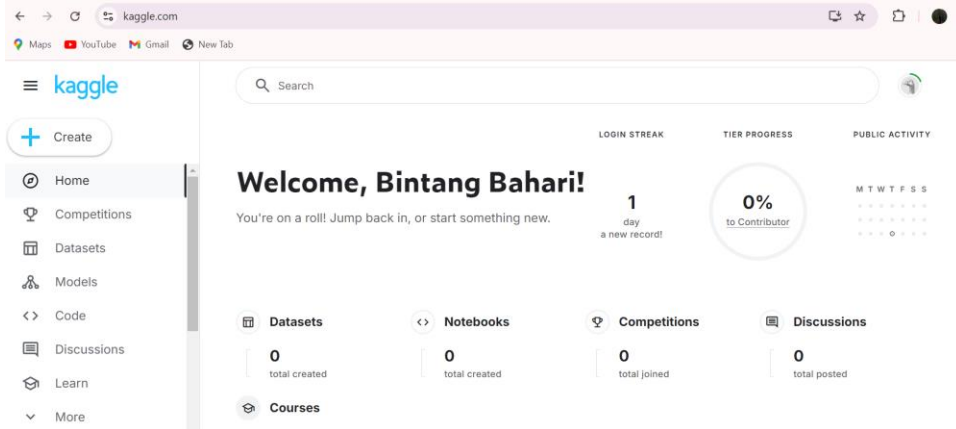 kaggle.com
Maps YouTube Gmail New Tab
kaggle
Search
Create
Home
Competitions
Datasets
Models
Code
Discussions
Learn
More
LOGIN STREAK TIER PROGRESS PUBLIC ACTIVITY
Welcome, Bintang Bahari!
You're on a roll! Jump back in, or start something new.
1
day
a new record!
0%
to Contributor
M T W T F S S
Datasets Notebooks Competitions Discussions
0 0 0 0
total created total created total joined total posted
Courses